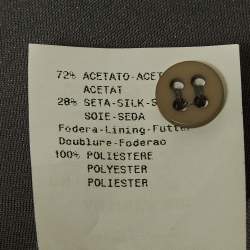 72% ACETATO-ACET
ACETAT
28% SETA-SILK-S
SOIE-SEDA
Fodera-Lining-Futter
Doublure-Foderao
100% POLIESTERE
POLYESTER
POLIESTER